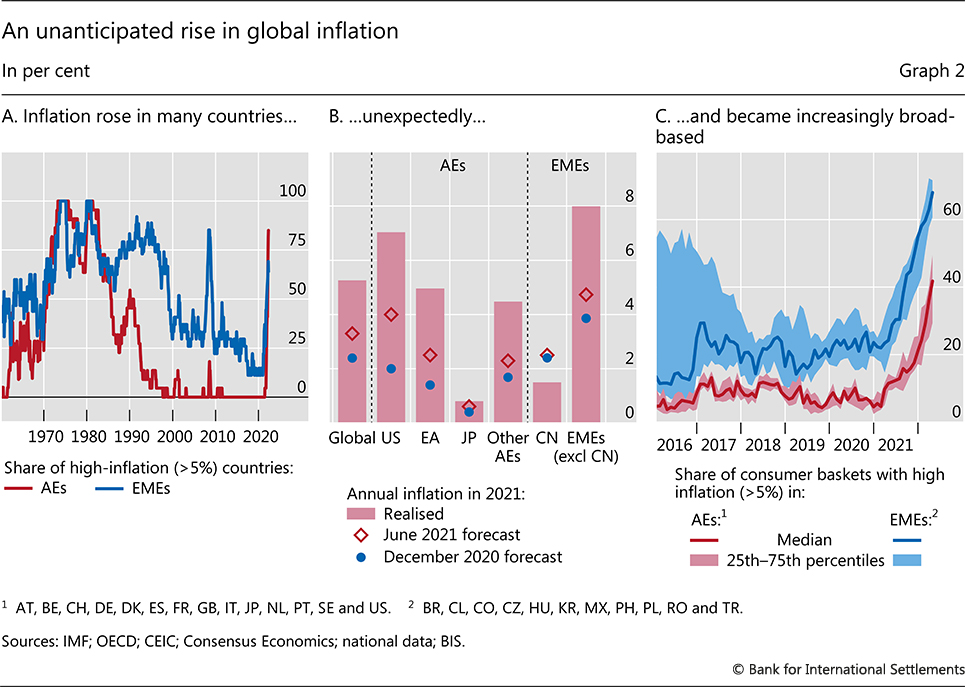 An unanticipated rise in global inflation
In per cent
Graph 2
A. Inflation rose in many countries…
100
75
50
25
0
1970 1980 1990 2000 2010 2020
Share of high-inflation (>5%) countries:
AEs EMEs
B. …unexpectedly…
AEs EMEs
8
6
4
2
0
Global US EA JP Other CN EMEs
AEs (excl CN)
Annual inflation in 2021:
Realised
June 2021 forecast
December 2020 forecast
C. …and became increasingly broad-
based
60
40
20
0
2016 2017 2018 2019 2020 2021
Share of consumer baskets with high
inflation (>5%) in:
AEs:1 EMEs:2
Median
25th–75th percentiles
1 AT, BE, CH, DE, DK, ES, FR, GB, IT, JP, NL, PT, SE and US. 2 BR, CL, CO, CZ, HU, KR, MX, PH, PL, RO and TR.
Sources: IMF; OECD; CEIC; Consensus Economics; national data; BIS.
© Bank for International Settlements